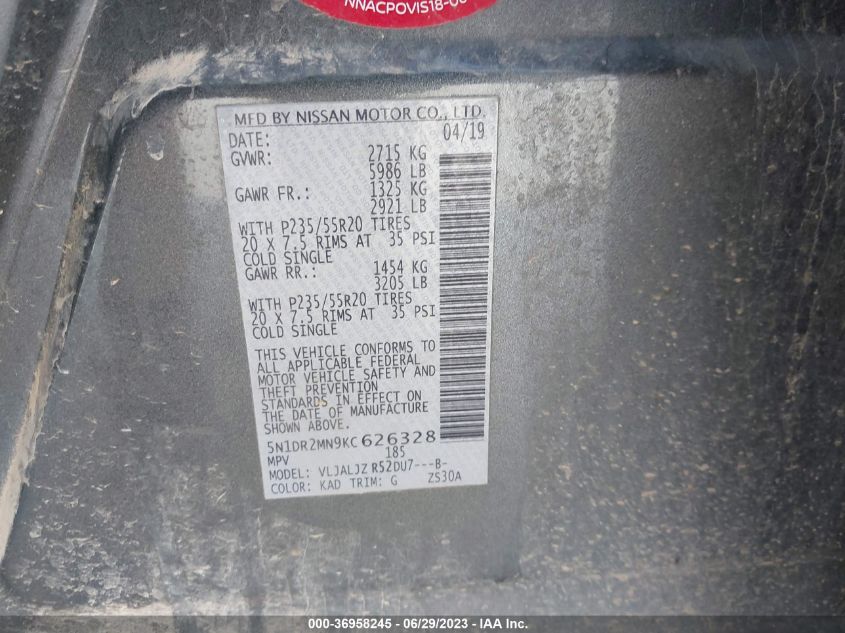 NNACPOVIS18-06
MFD BY NISSAN MOTOR CO., LTD.
DATE: 04/19
GVWR: 2715 KG
5986 LB
GAWR FR.: 1325 KG
2921 LB
WITH P235/55R20 TIRES
20 X 7.5 RIMS AT 35 PSI
COLD SINGLE
GAWR RR.: 1454 KG
3205 LB
WITH P235/55R20 TIRES
20 X 7.5 RIMS AT 35 PSI
COLD SINGLE
THIS VEHICLE CONFORMS TO
ALL APPLICABLE FEDERAL
MOTOR VEHICLE SAFETY AND
THEFT PREVENTION
STANDARDS IN EFFECT ON
THE DATE OF MANUFACTURE
SHOWN ABOVE.
5N1DR2MN9KC626328
MPV 185
MODEL: VLJALJZ R52DU7---B-
COLOR: KAD TRIM: G ZS30A
000-36958245 - 06/29/2023 - IAA Inc.